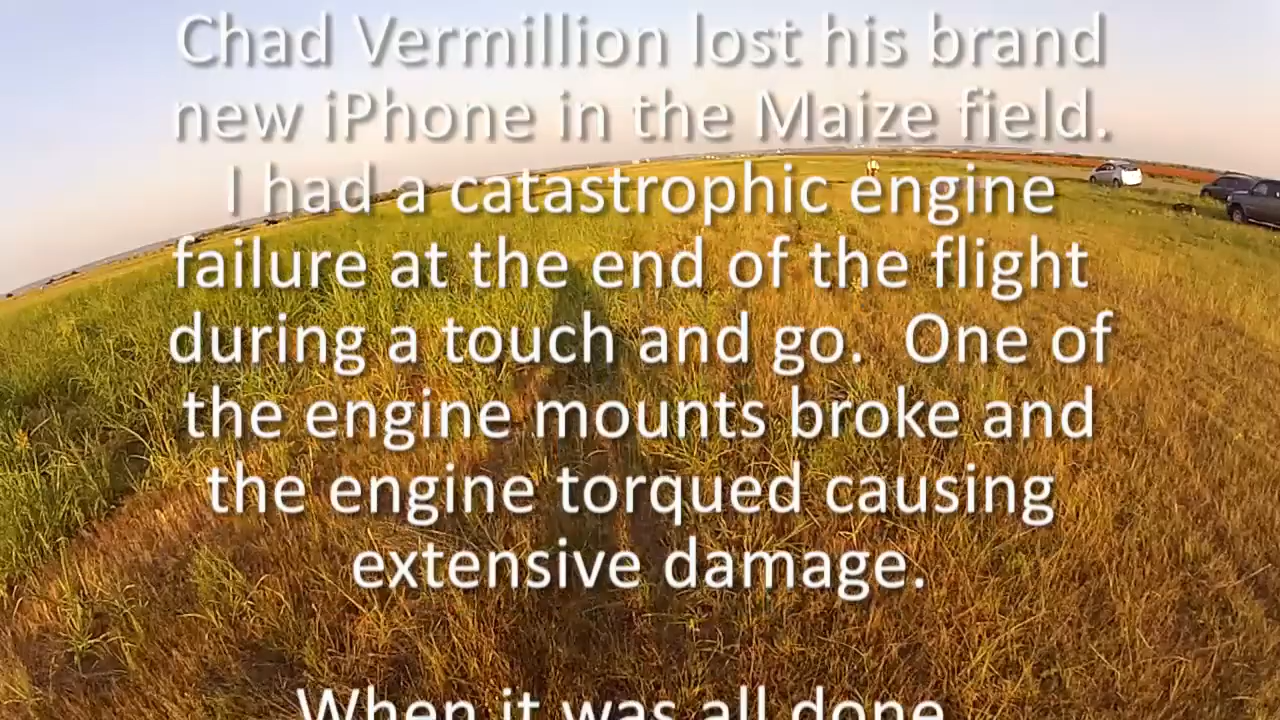 Chad Vermillion lost his brand
new iPhone in the Maize field.
I had a catastrophic engine
failure at the end of the flight
during a touch and go. One of
the engine mounts broke and
the engine torqued causing
extensive damage.
When it was all done